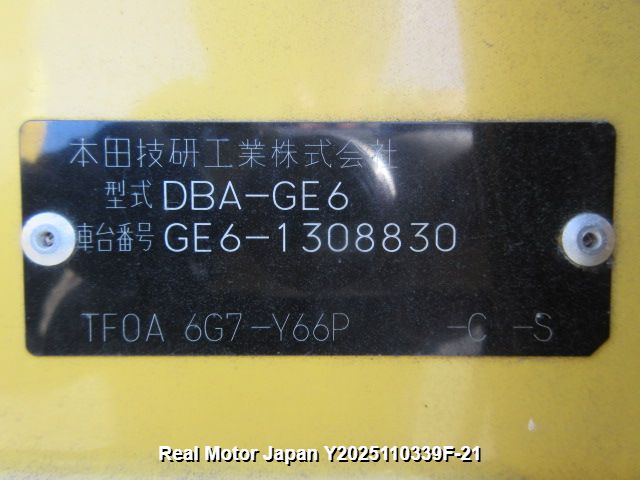 本田技研工業株式会社
型式 DBA-GE6
車台番号 GE6-1308830
TF0A 6G7-Y66P -C -S
Real Motor Japan Y2025110339F-21